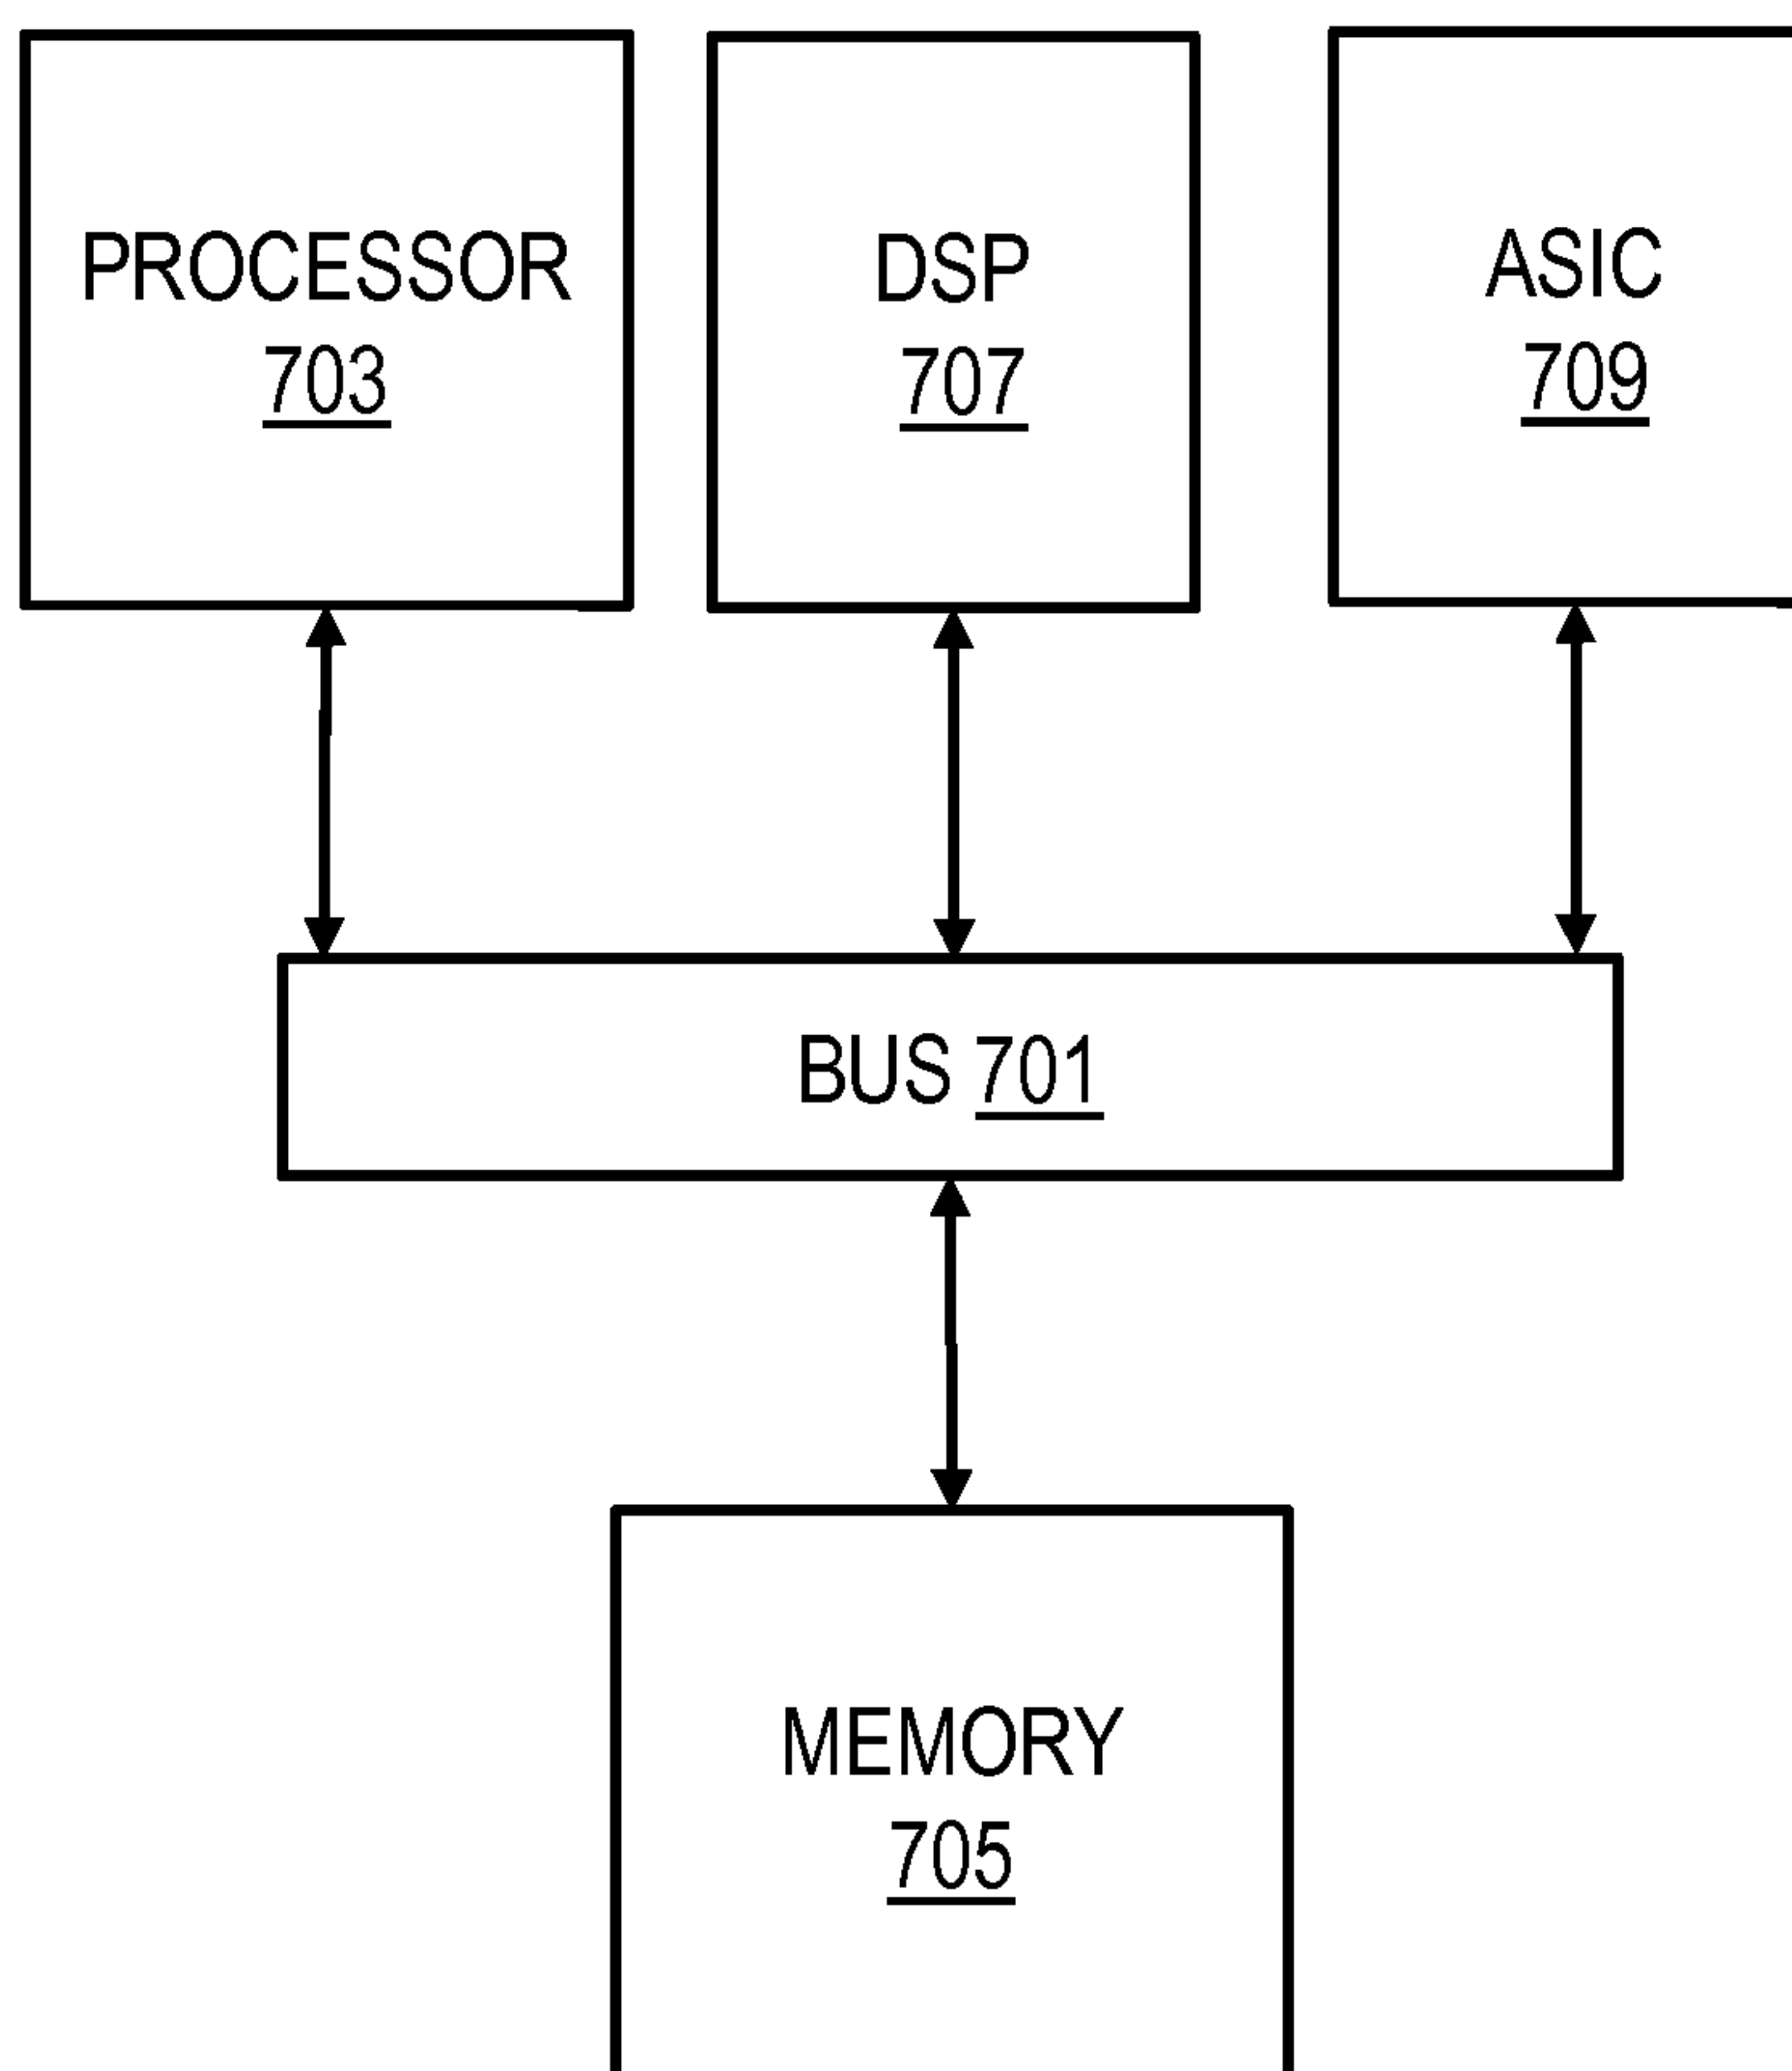 PROCESSOR
703
DSP
707
ASIC
709
BUS 701
MEMORY
705